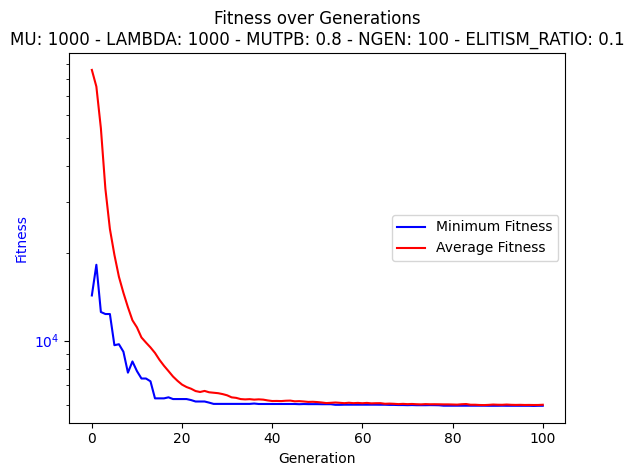 Fitness over Generations
MU: 1000 - LAMBDA: 1000 - MUTPB: 0.8 - NGEN: 100 - ELITISM_RATIO: 0.1
Fitness
10⁴
Minimum Fitness
Average Fitness
0 20 40 60 80 100
Generation